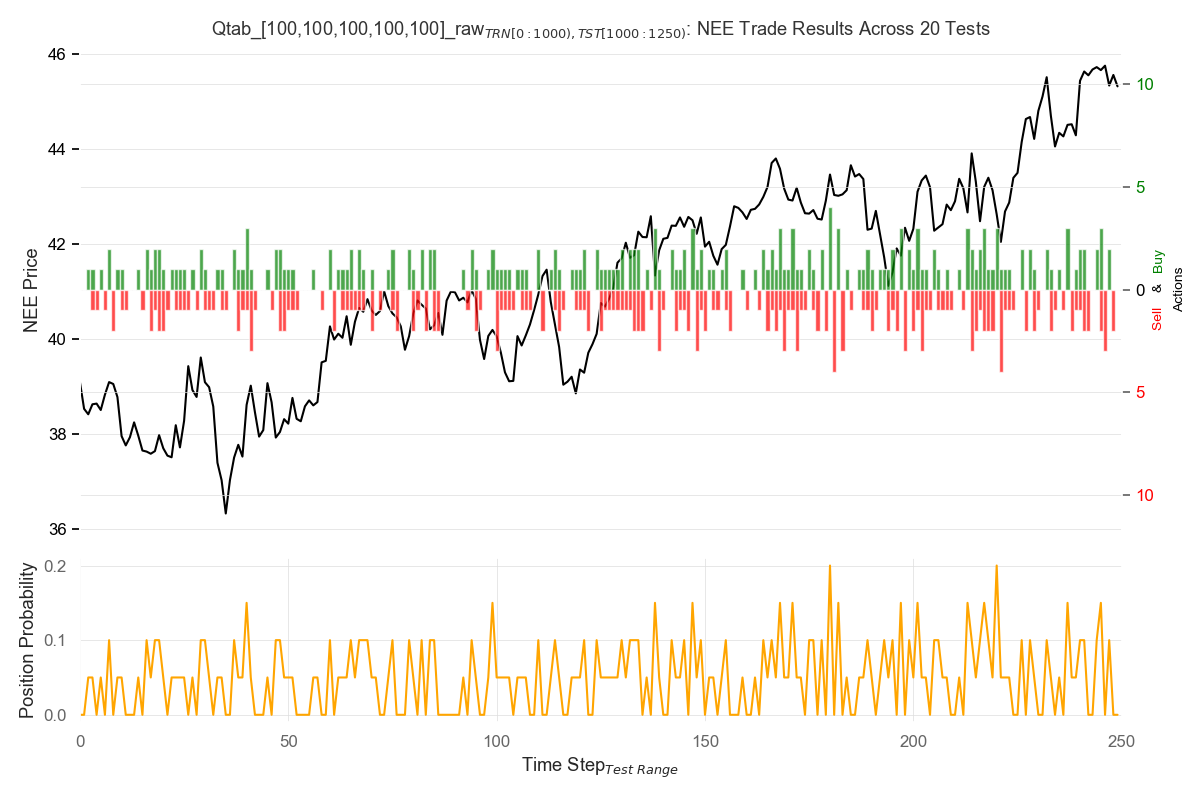 Qtab_[100,100,100,100,100]_raw_TRN[0:1000),TST[1000:1250): NEE Trade Results Across 20 Tests
46
44
42
40
38
36
NEE Price
10
5
0
5
10
Sell & Buy
Actions
0.2
0.1
0.0
Position Probability
0 50 100 150 200 250
Time Step Test Range